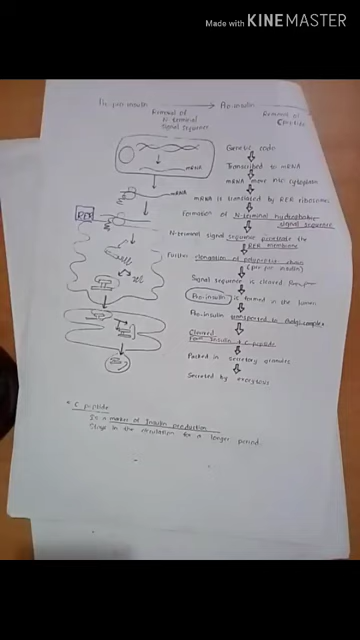 Made with KINEMASTER
Pre-pro-insulin → Pro-insulin
Removal of
N-terminal
Signal sequence
Removal of
C peptide
Genetic code
Transcribed to mRNA
mRNA
mRNA move into cytoplasm
mRNA
mRNA is translated by RER ribosomes
RER
Formation of N-terminal hydrophobic
signal sequence
N-terminal signal sequence penetrate the
RER MEMBRANE
Further elongation of polypeptide chain
(pre pro insulin)
Signal sequence is cleaved
Pro-insulin is formed in the lumen
Pro-insulin transported to Golgi complex
Cleaved
Form insulin + C peptide
Packed in secretory granules
Secreted by exocytosis
* C peptide
Is a marker of Insulin production
Stays in the circulation for a longer period.